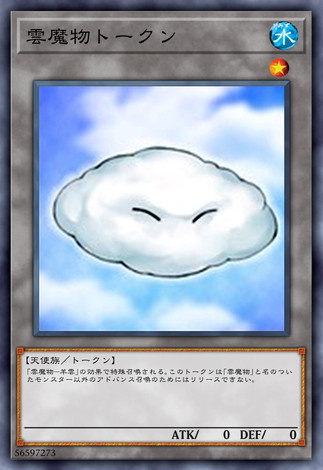 雲魔物トークン
水
【天使族／トークン】
「雲魔物－羊雲」の効果で特殊召喚される。このトークンは「雲魔物」と名のつい
たモンスター以外のアドバンス召喚のためにはリリースできない。
ATK/ 0 DEF/ 0
56597273